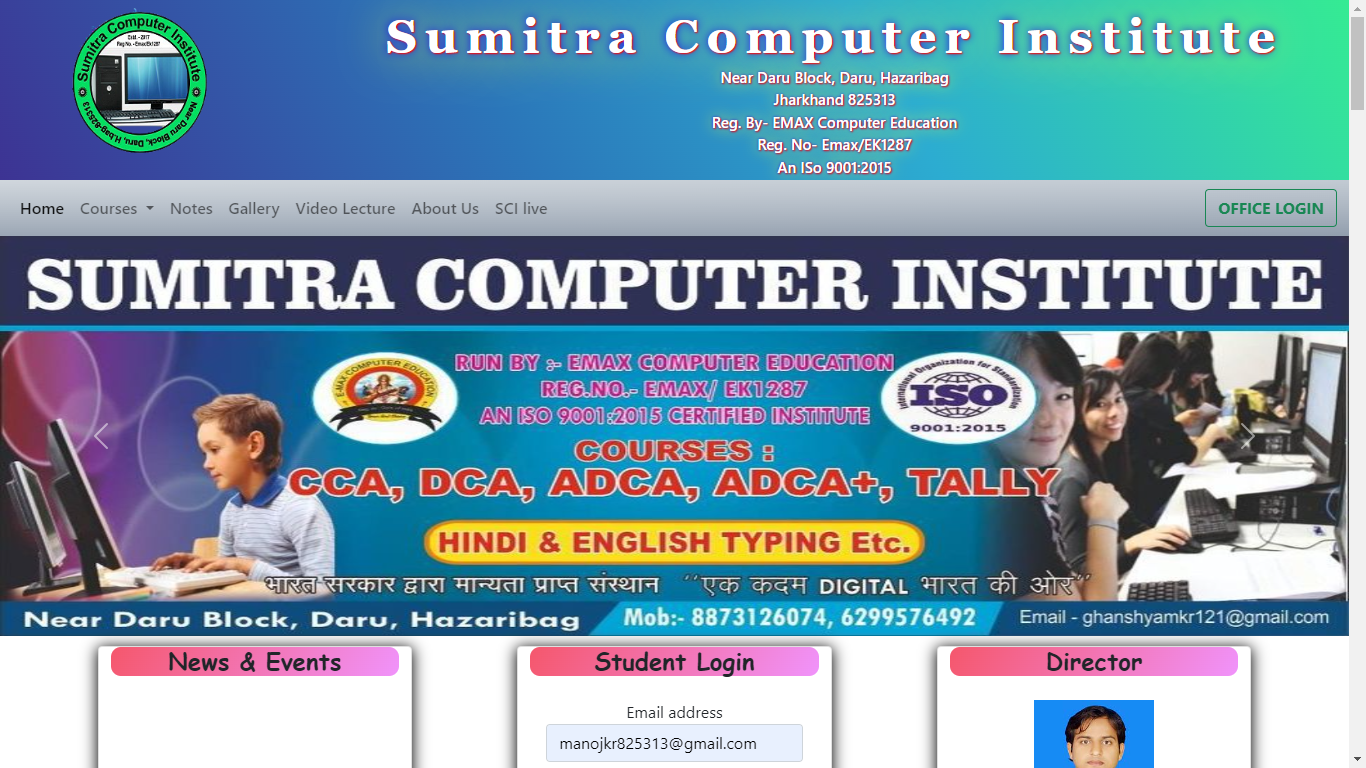 Sumitra Computer Institute
Estd. - 2017
Reg No. -Emax/Ek1287
Near Daru Block, Daru, H.bag-825313
Sumitra Computer Institute
Near Daru Block, Daru, Hazaribag
Jharkhand 825313
Reg. By- EMAX Computer Education
Reg. No- Emax/EK1287
An ISo 9001:2015
Home Courses Notes Gallery Video Lecture About Us SCI live OFFICE LOGIN
SUMITRA COMPUTER INSTITUTE
EMAX COMPUTER EDUCATION
RUN BY :- EMAX COMPUTER EDUCATION
REG.NO.- EMAX/ EK1287
AN ISO 9001:2015 CERTIFIED INSTITUTE
International Organization for Standardization
ISO
9001:2015
COURSES :
CCA, DCA, ADCA, ADCA+, TALLY
HINDI & ENGLISH TYPING Etc.
भारत सरकार द्वारा मान्यता प्राप्त संस्थान ‘‘एक कदम DIGITAL भारत की ओर’’
Near Daru Block, Daru, Hazaribag Mob:- 8873126074, 6299576492 Email - ghanshyamkr121@gmail.com
News & Events Student Login Director
Email address
manojkr825313@gmail.com